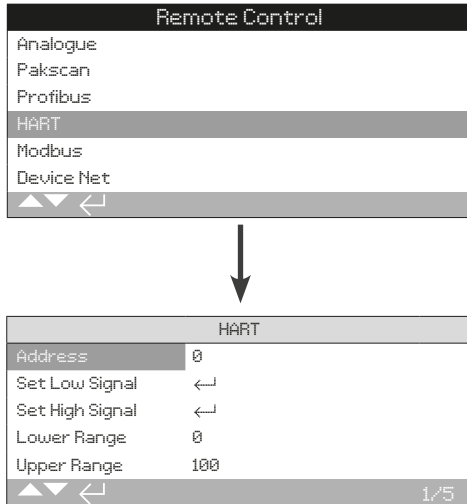 Remote Control
Analogue
Pakscan
Profibus
HART
Modbus
Device Net
HART
Address 0
Set Low Signal
Set High Signal
Lower Range 0
Upper Range 100
1/5